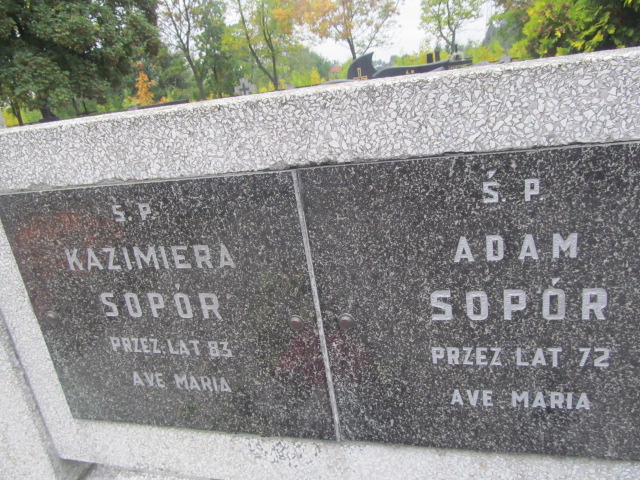 Ś. P.
KAZIMIERA
SOPÓR
PRZEZ LAT 83
AVE MARIA
Ś. P.
ADAM
SOPÓR
PRZEZ LAT 72
AVE MARIA